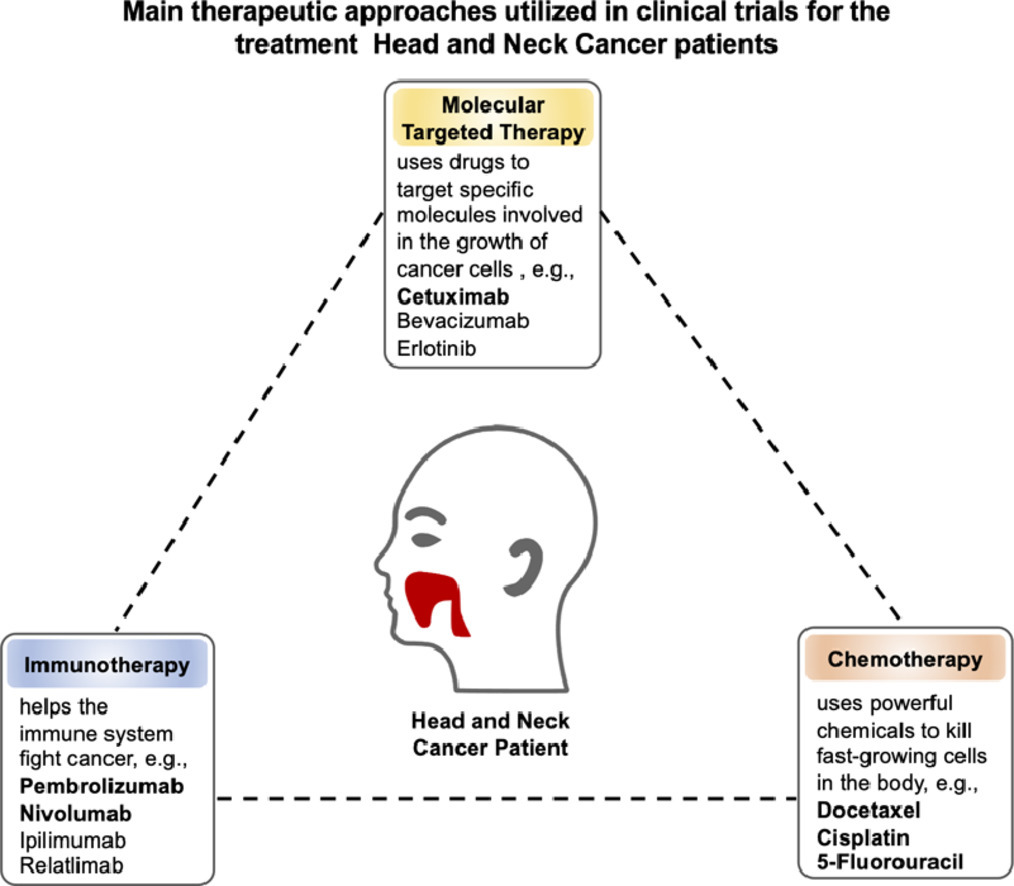 Main therapeutic approaches utilized in clinical trials for the
treatment Head and Neck Cancer patients
Molecular
Targeted Therapy
uses drugs to
target specific
molecules involved
in the growth of
cancer cells , e.g.,
Cetuximab
Bevacizumab
Erlotinib
Head and Neck
Cancer Patient
Immunotherapy
helps the
immune system
fight cancer, e.g.,
Pembrolizumab
Nivolumab
Ipilimumab
Relatlimab
Chemotherapy
uses powerful
chemicals to kill
fast-growing cells
in the body, e.g.,
Docetaxel
Cisplatin
5-Fluorouracil